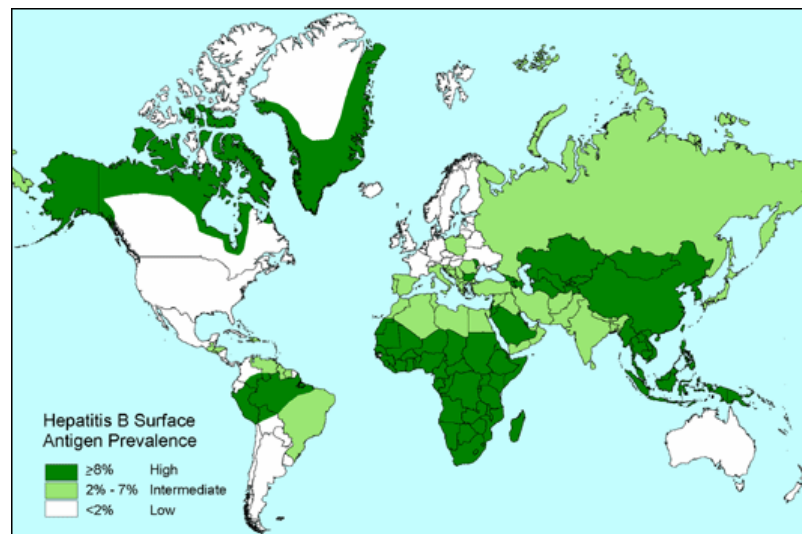 Hepatitis B Surface
Antigen Prevalence
≥8% High
2% - 7% Intermediate
<2% Low